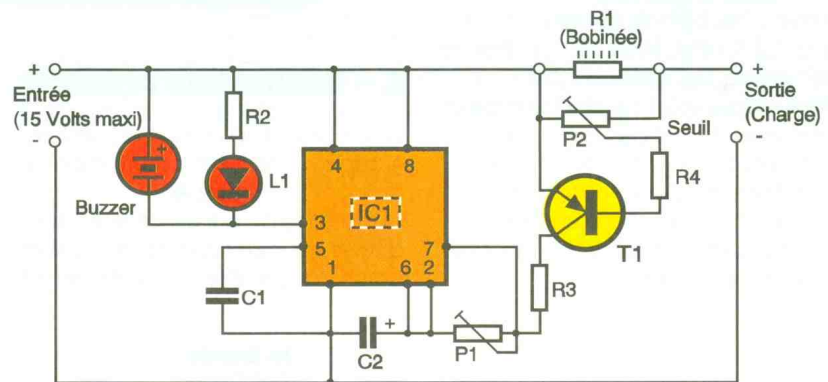 R1
(Bobinée)
+
+
Entrée
(15 Volts maxi)
-
Sortie
(Charge)
-
R2
P2
Seuil
+
Buzzer
L1
4
8
R4
IC1
3
5
7
1
6
2
T1
C1
+
C2
P1
R3